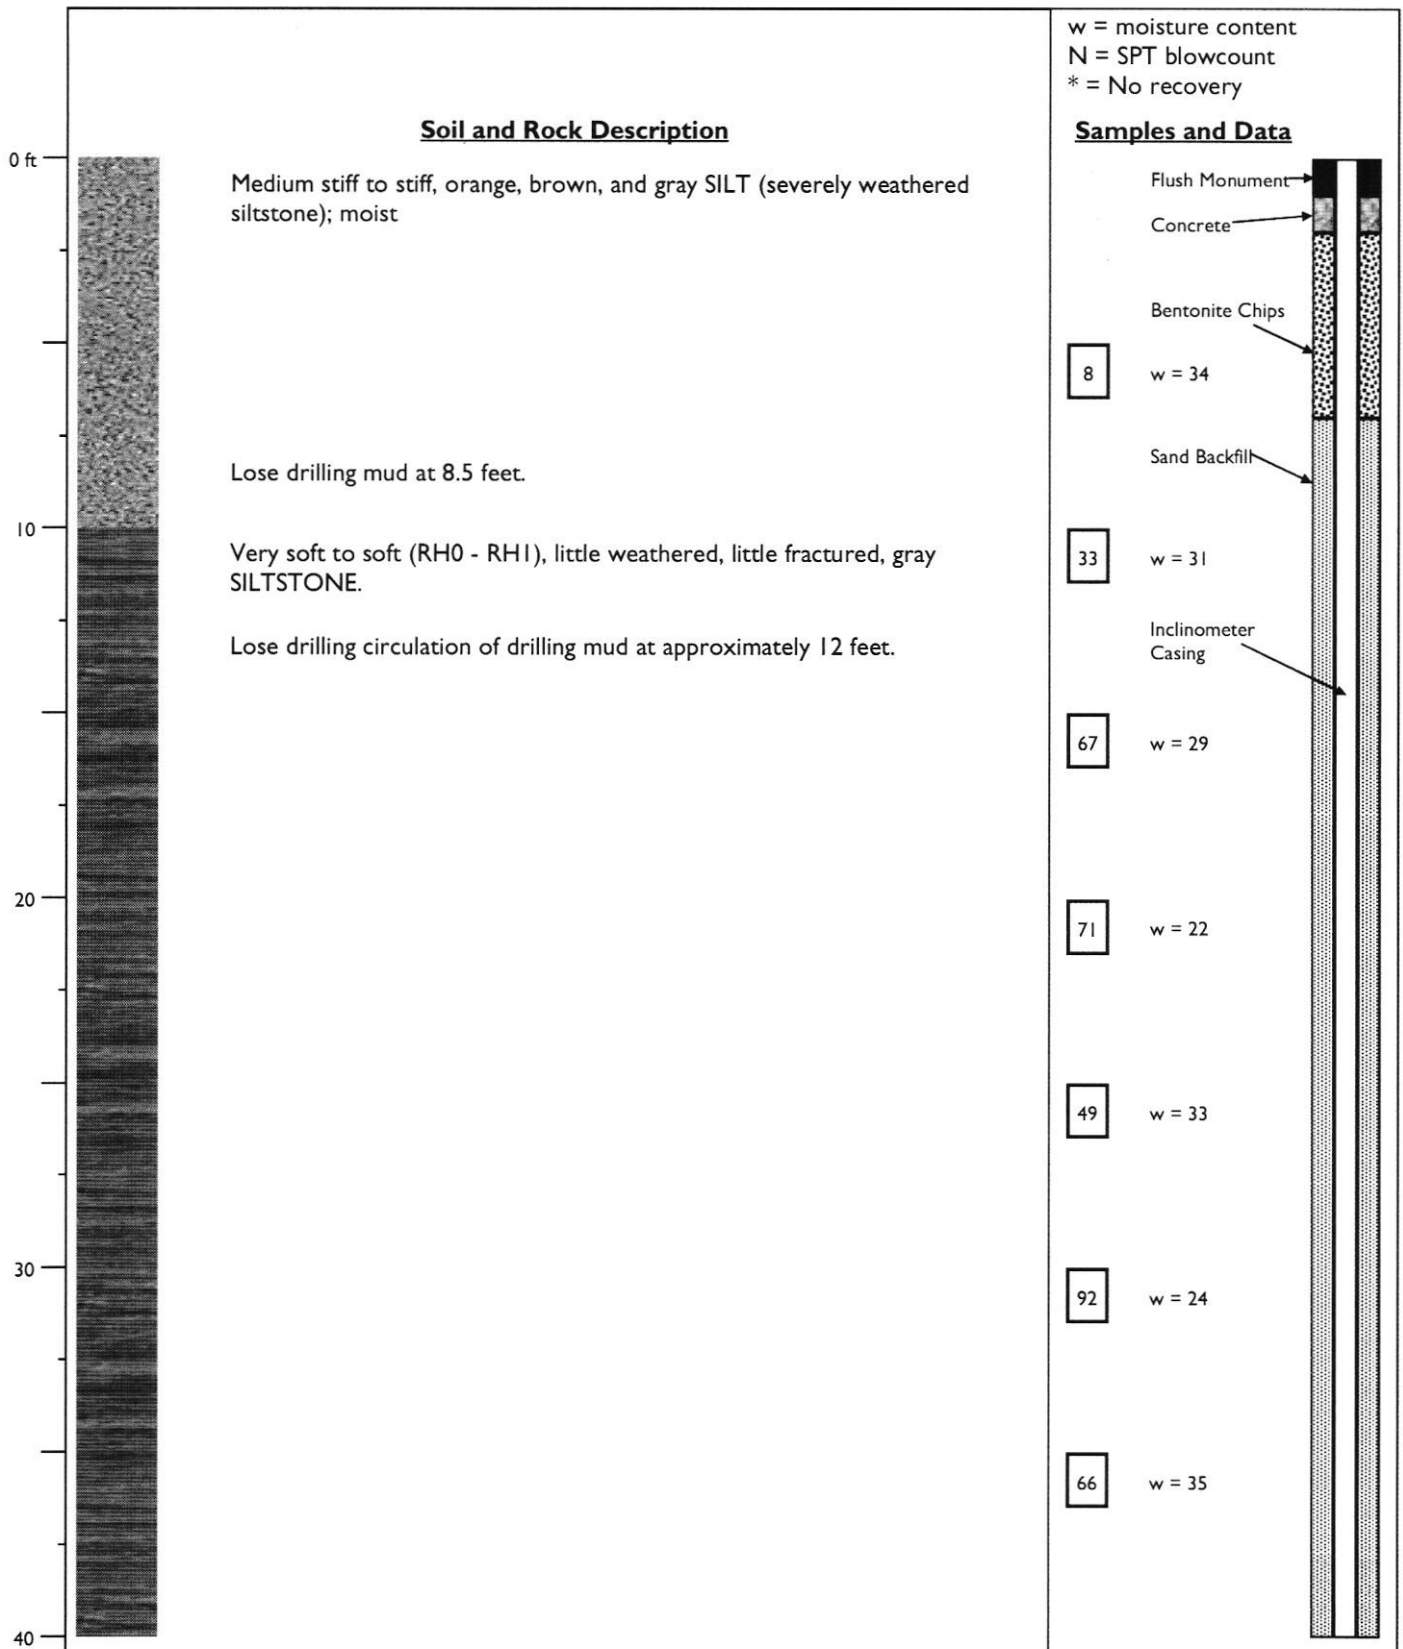 w = moisture content
N = SPT blowcount
* = No recovery
Soil and Rock Description
Samples and Data
0 ft
Medium stiff to stiff, orange, brown, and gray SILT (severely weathered
siltstone); moist
Flush Monument
Concrete
Bentonite Chips
8 w = 34
Sand Backfill
Lose drilling mud at 8.5 feet.
10
Very soft to soft (RH0 - RH1), little weathered, little fractured, gray
SILTSTONE.
33 w = 31
Lose drilling circulation of drilling mud at approximately 12 feet.
Inclinometer
Casing
67 w = 29
20
71 w = 22
49 w = 33
30
92 w = 24
66 w = 35
40